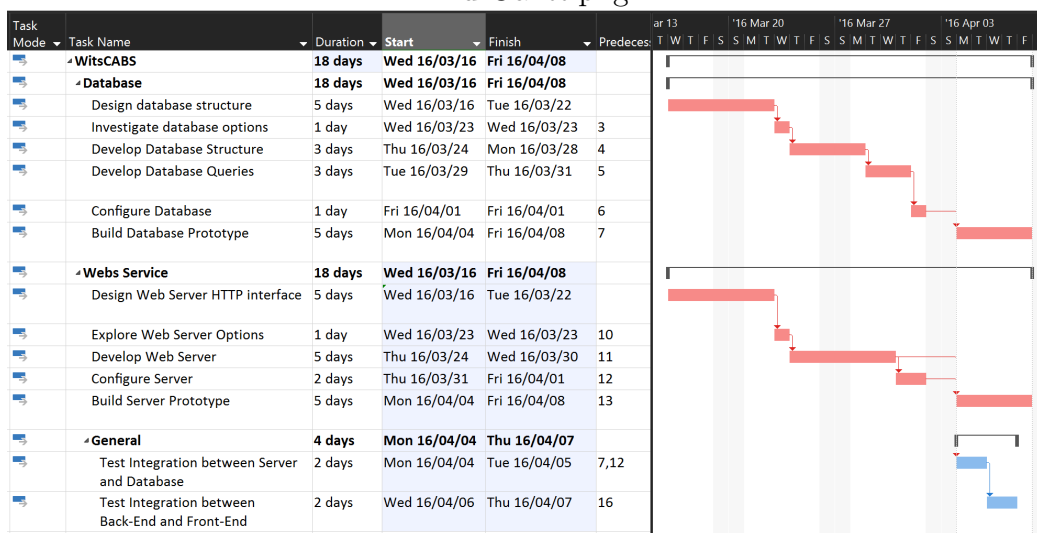 Task Mode Task Name Duration Start Finish Predeces
ar 13 '16 Mar 20 '16 Mar 27 '16 Apr 03
T W T F S S M T W T F S S M T W T F S S M T W T F
WitsCABS 18 days Wed 16/03/16 Fri 16/04/08
Database 18 days Wed 16/03/16 Fri 16/04/08
Design database structure 5 days Wed 16/03/16 Tue 16/03/22
Investigate database options 1 day Wed 16/03/23 Wed 16/03/23 3
Develop Database Structure 3 days Thu 16/03/24 Mon 16/03/28 4
Develop Database Queries 3 days Tue 16/03/29 Thu 16/03/31 5
Configure Database 1 day Fri 16/04/01 Fri 16/04/01 6
Build Database Prototype 5 days Mon 16/04/04 Fri 16/04/08 7
Webs Service 18 days Wed 16/03/16 Fri 16/04/08
Design Web Server HTTP interface 5 days Wed 16/03/16 Tue 16/03/22
Explore Web Server Options 1 day Wed 16/03/23 Wed 16/03/23 10
Develop Web Server 5 days Thu 16/03/24 Wed 16/03/30 11
Configure Server 2 days Thu 16/03/31 Fri 16/04/01 12
Build Server Prototype 5 days Mon 16/04/04 Fri 16/04/08 13
General 4 days Mon 16/04/04 Thu 16/04/07
Test Integration between Server 2 days Mon 16/04/04 Tue 16/04/05 7,12
and Database
Test Integration between 2 days Wed 16/04/06 Thu 16/04/07 16
Back-End and Front-End